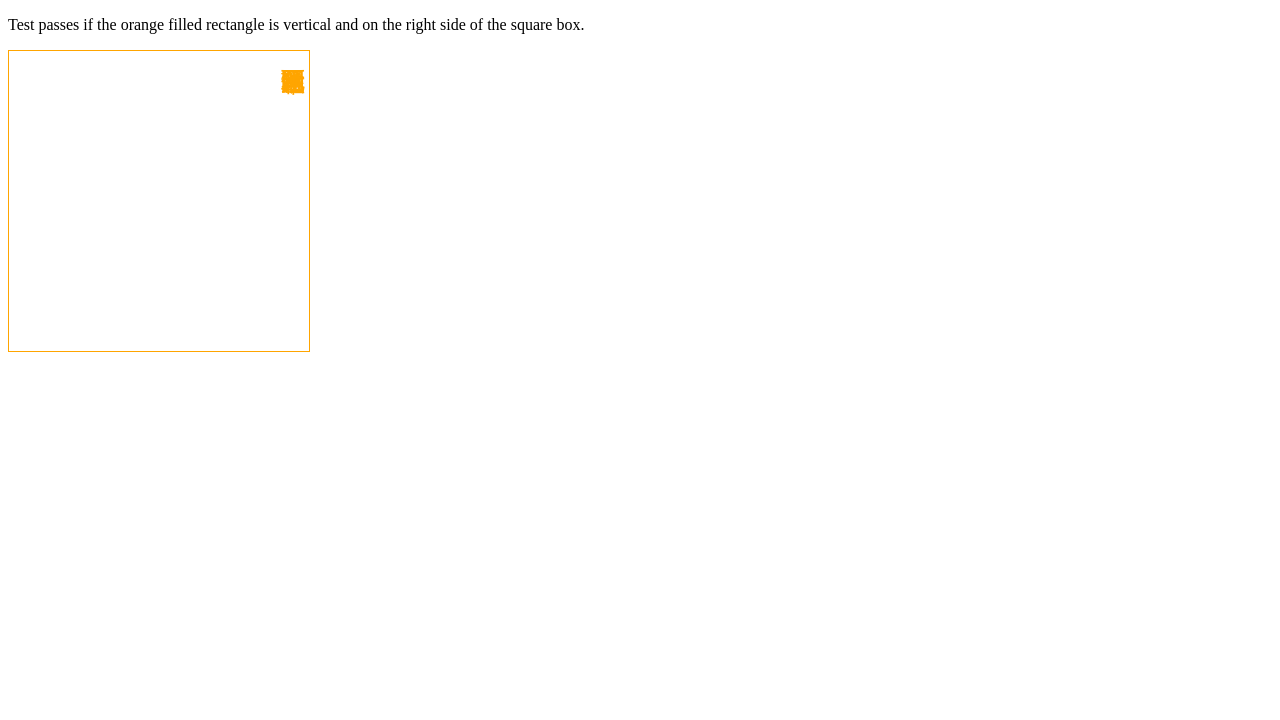 Test passes if the orange filled rectangle is vertical and on the right side of the square box.